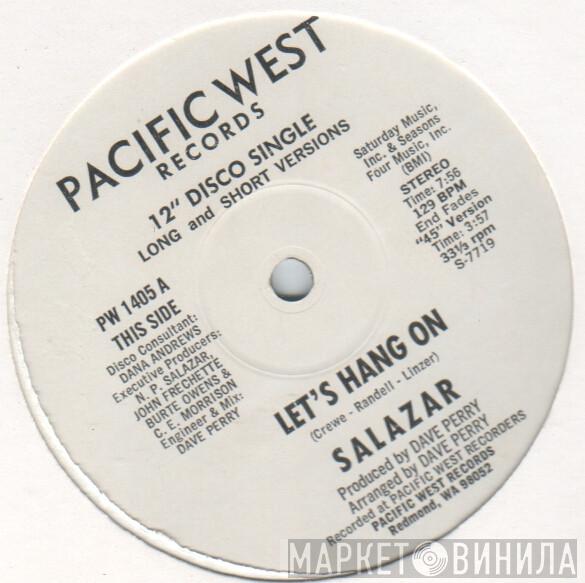 PACIFIC WEST
RECORDS
12" DISCO SINGLE
LONG and SHORT VERSIONS
Saturday Music,
Inc. & Seasons
Four Music, Inc.
(BMI)
STEREO
Time: 7:56
129 BPM
End Fades
"45" Version
Time: 3:57
33⅓ rpm
S-7719
PW 1405 A
THIS SIDE
Disco Consultant:
DANA ANDREWS
Executive Producers:
N. P. SALAZAR,
JOHN FRECHETTE
BURTE OWENS &
C. E. MORRISON
Engineer & Mix:
DAVE PERRY
LET'S HANG ON
(Crewe - Randell - Linzer)
SALAZAR
Produced by DAVE PERRY
Arranged by DAVE PERRY
Recorded at PACIFIC WEST RECORDERS
PACIFIC WEST RECORDS
Redmond, WA 98052
МАРКЕТ ВИНИЛА